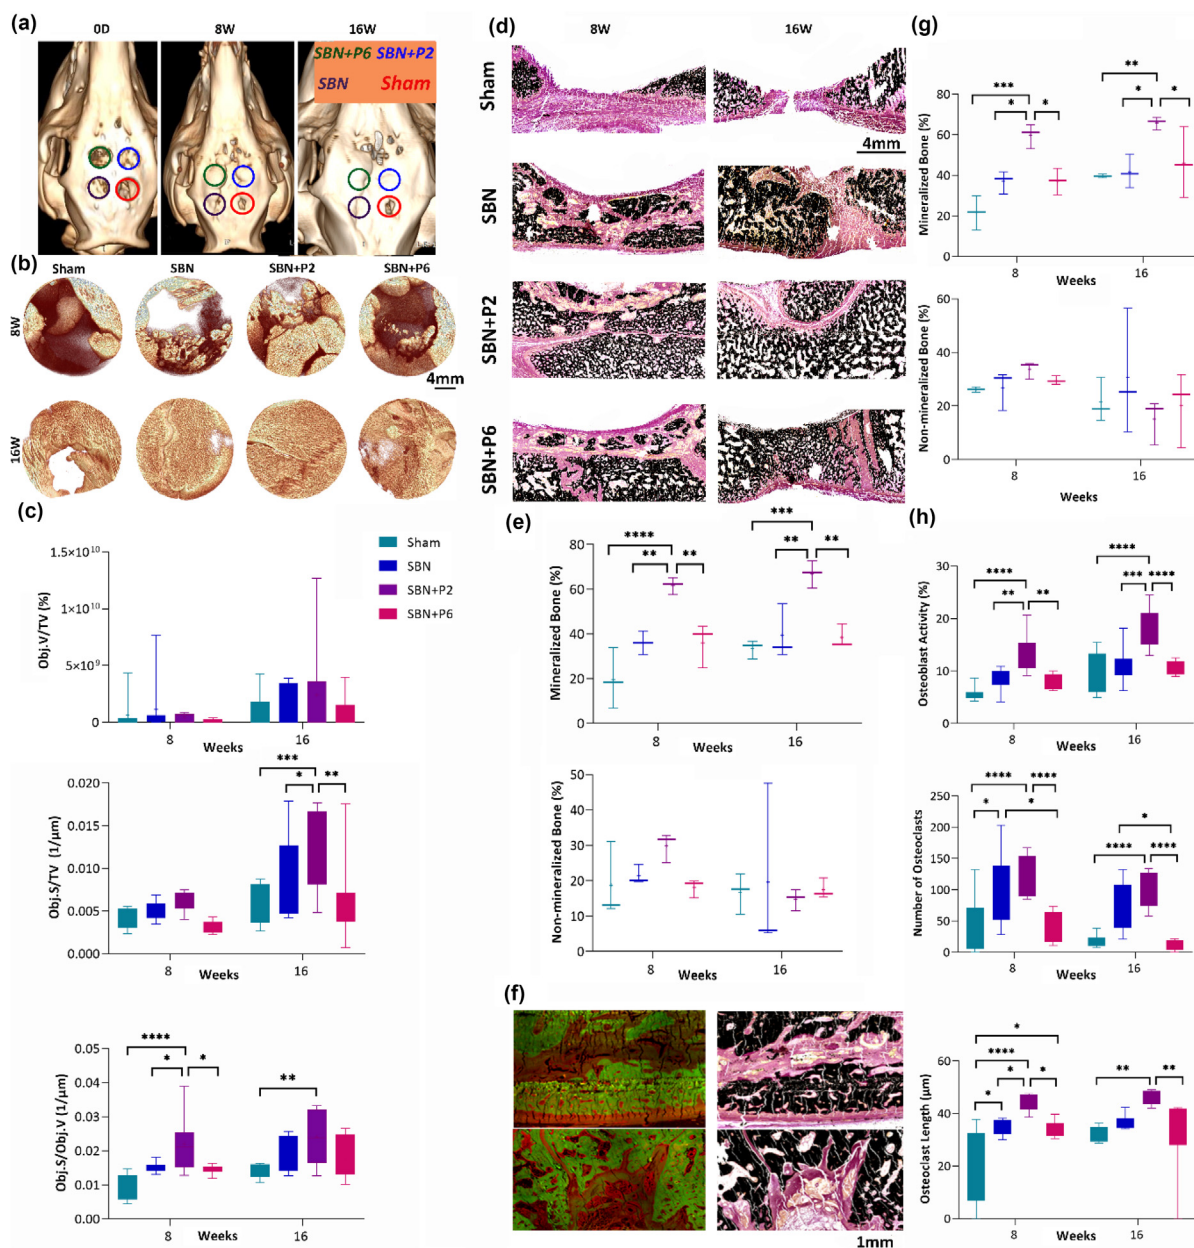 (a)
0D
8W
16W
SBN+P6 SBN+P2
SBN Sham
(b)
Sham
SBN
SBN+P2
SBN+P6
8W
4mm
16W
(c)
1.5×10¹⁰
1×10¹⁰
5×10⁹
0
Obj.V/TV (%)
8 Weeks 16
Sham
SBN
SBN+P2
SBN+P6
***
* **
0.020
0.015
0.010
0.005
0.000
Obj.S/TV (1/µm)
8 Weeks 16
****
* *
**
0.05
0.04
0.03
0.02
0.01
0.00
Obj.S/Obj.V (1/µm)
8 Weeks 16
(d)
8W
16W
Sham
4mm
SBN
SBN+P2
SBN+P6
(e)
****
** **
***
** **
80
60
40
20
0
Mineralized Bone (%)
8 Weeks 16
50
40
30
20
10
0
Non-mineralized Bone (%)
8 Weeks 16
(f)
1mm
(g)
***
* *
**
* *
80
60
40
20
0
Mineralized Bone (%)
8 16
Weeks
60
40
20
0
Non-mineralized Bone (%)
8 16
Weeks
(h)
****
** **
****
*** ****
30
20
10
0
Osteoblast Activity (%)
8 Weeks 16
**** ****
* *
*
**** ****
250
200
150
100
50
0
Number of Osteoclasts
8 Weeks 16
*
****
* * *
** **
60
40
20
0
Osteoclast Length (µm)
8 Weeks 16